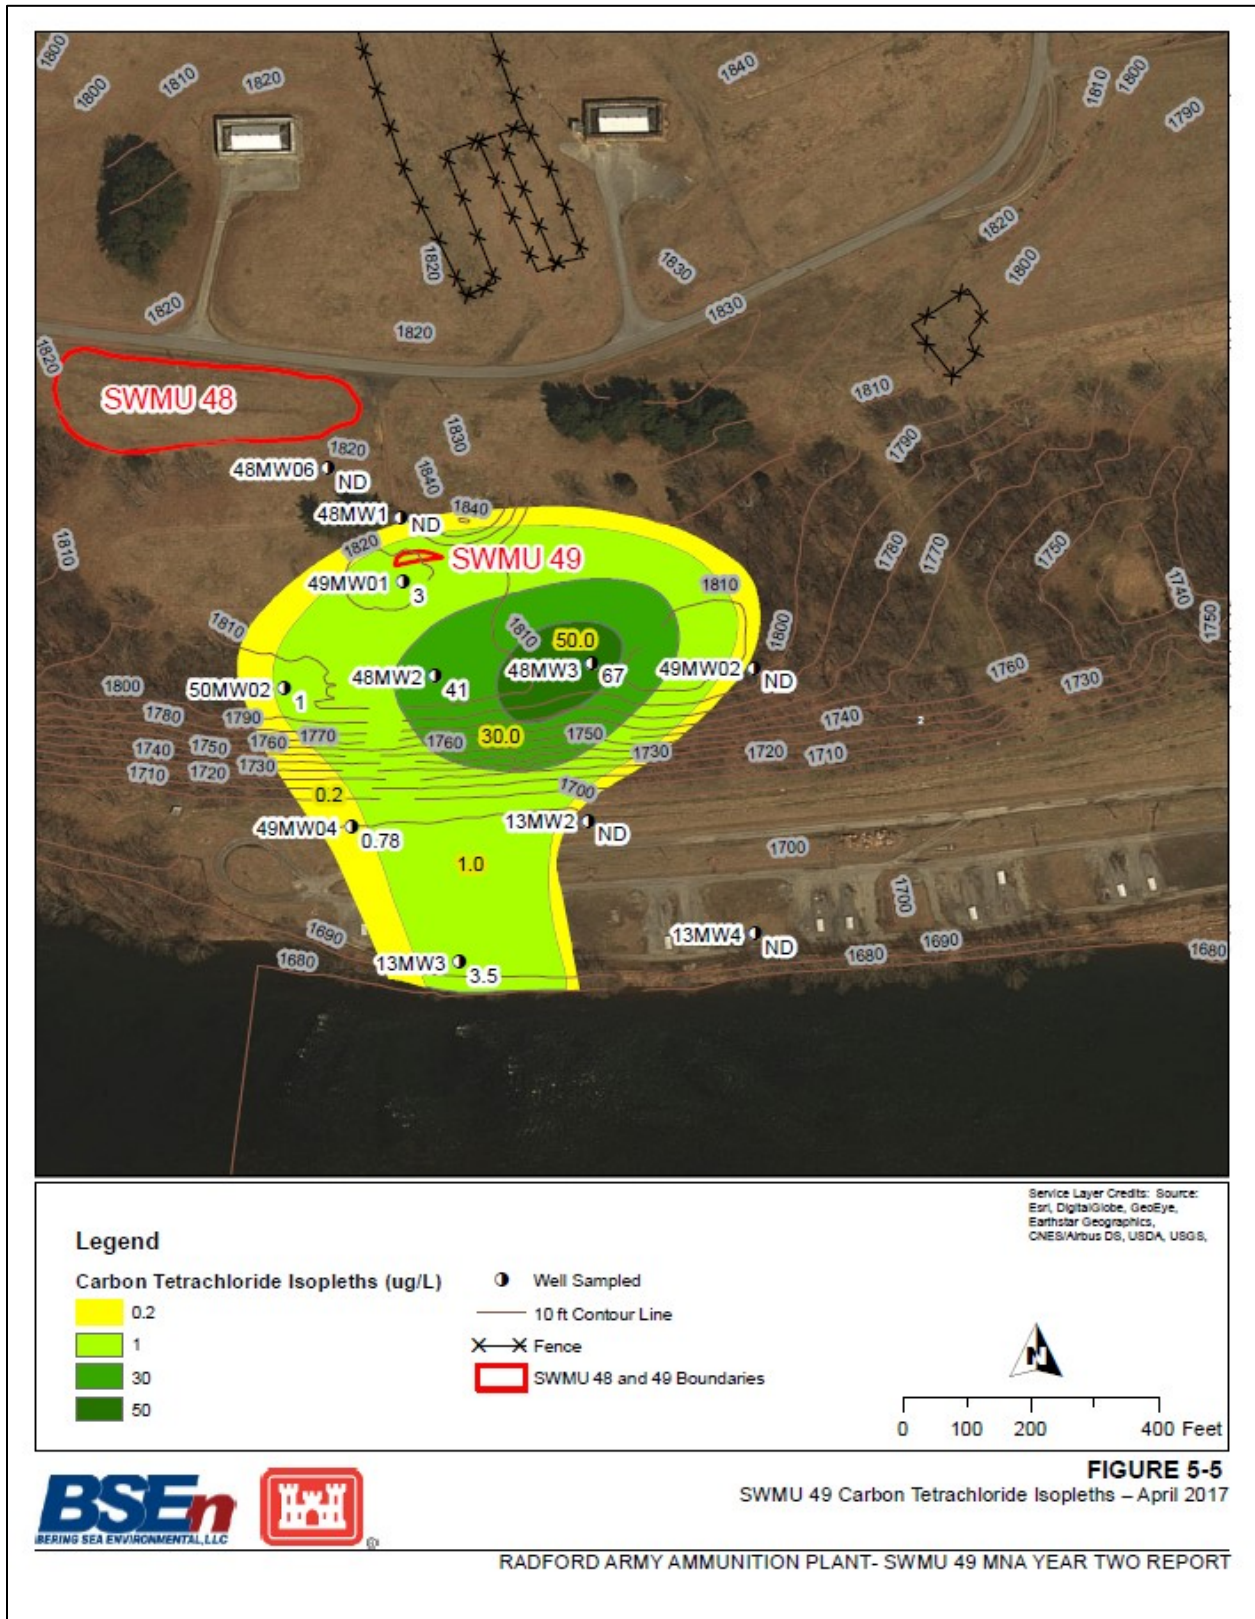 1800
1800
1810
1820
1840
1810
1800
1790
1820
1820
1830
1800
1820
1820
1830
1820
SWMU 48
1810
1830
1790
1820
48MW06
ND
1840
1840
48MW1
ND
1810
1820
SWMU 49
1780
1770
1750
49MW01
3
1810
1740
1810
1810
1800
1750
50.0
48MW2
41
48MW3
67
49MW02
ND
1760
1730
50MW02
1
1800
1780
1790
1770
1740
1750
1760
1760
30.0
1750
1730
1740
1720
1710
1710
1720
1730
1700
0.2
49MW04
0.78
13MW2
ND
1.0
1700
1700
13MW4
ND
1690
1680
13MW3
3.5
1680
1690
1680
Service Layer Credits: Source:
Esri, DigitalGlobe, GeoEye,
Earthstar Geographics,
CNES/Airbus DS, USDA, USGS,
Legend
Carbon Tetrachloride Isopleths (ug/L)
0.2
1
30
50
Well Sampled
10 ft Contour Line
Fence
SWMU 48 and 49 Boundaries
N
0 100 200 400 Feet
FIGURE 5-5
SWMU 49 Carbon Tetrachloride Isopleths – April 2017
BSEn
BERING SEA ENVIRONMENTAL, LLC
®
RADFORD ARMY AMMUNITION PLANT- SWMU 49 MNA YEAR TWO REPORT